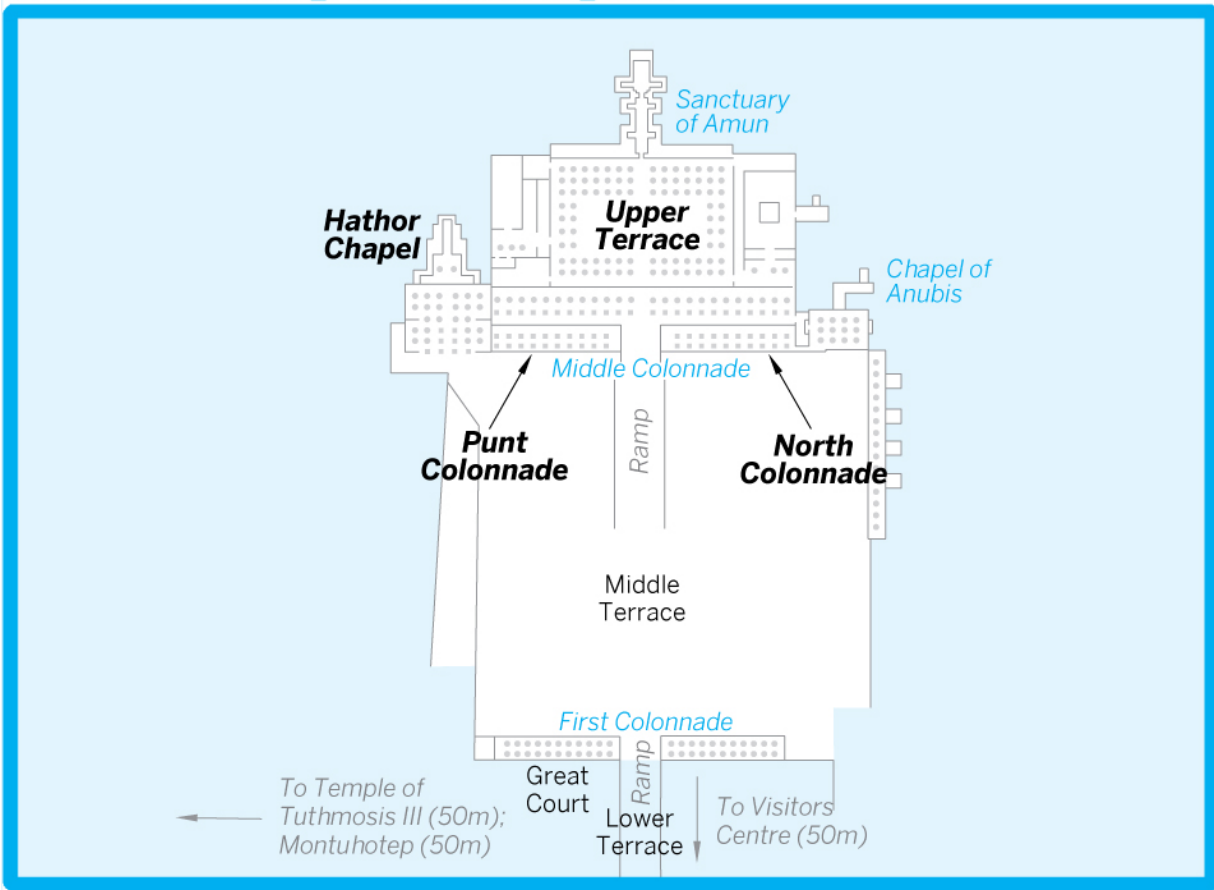 Sanctuary
of Amun
Hathor
Chapel
Upper
Terrace
Chapel of
Anubis
Middle Colonnade
Punt
Colonnade
Ramp
North
Colonnade
Middle
Terrace
First Colonnade
To Temple of
Tuthmosis III (50m);
Montuhotep (50m)
Great
Court
Ramp
Lower
Terrace
To Visitors
Centre (50m)